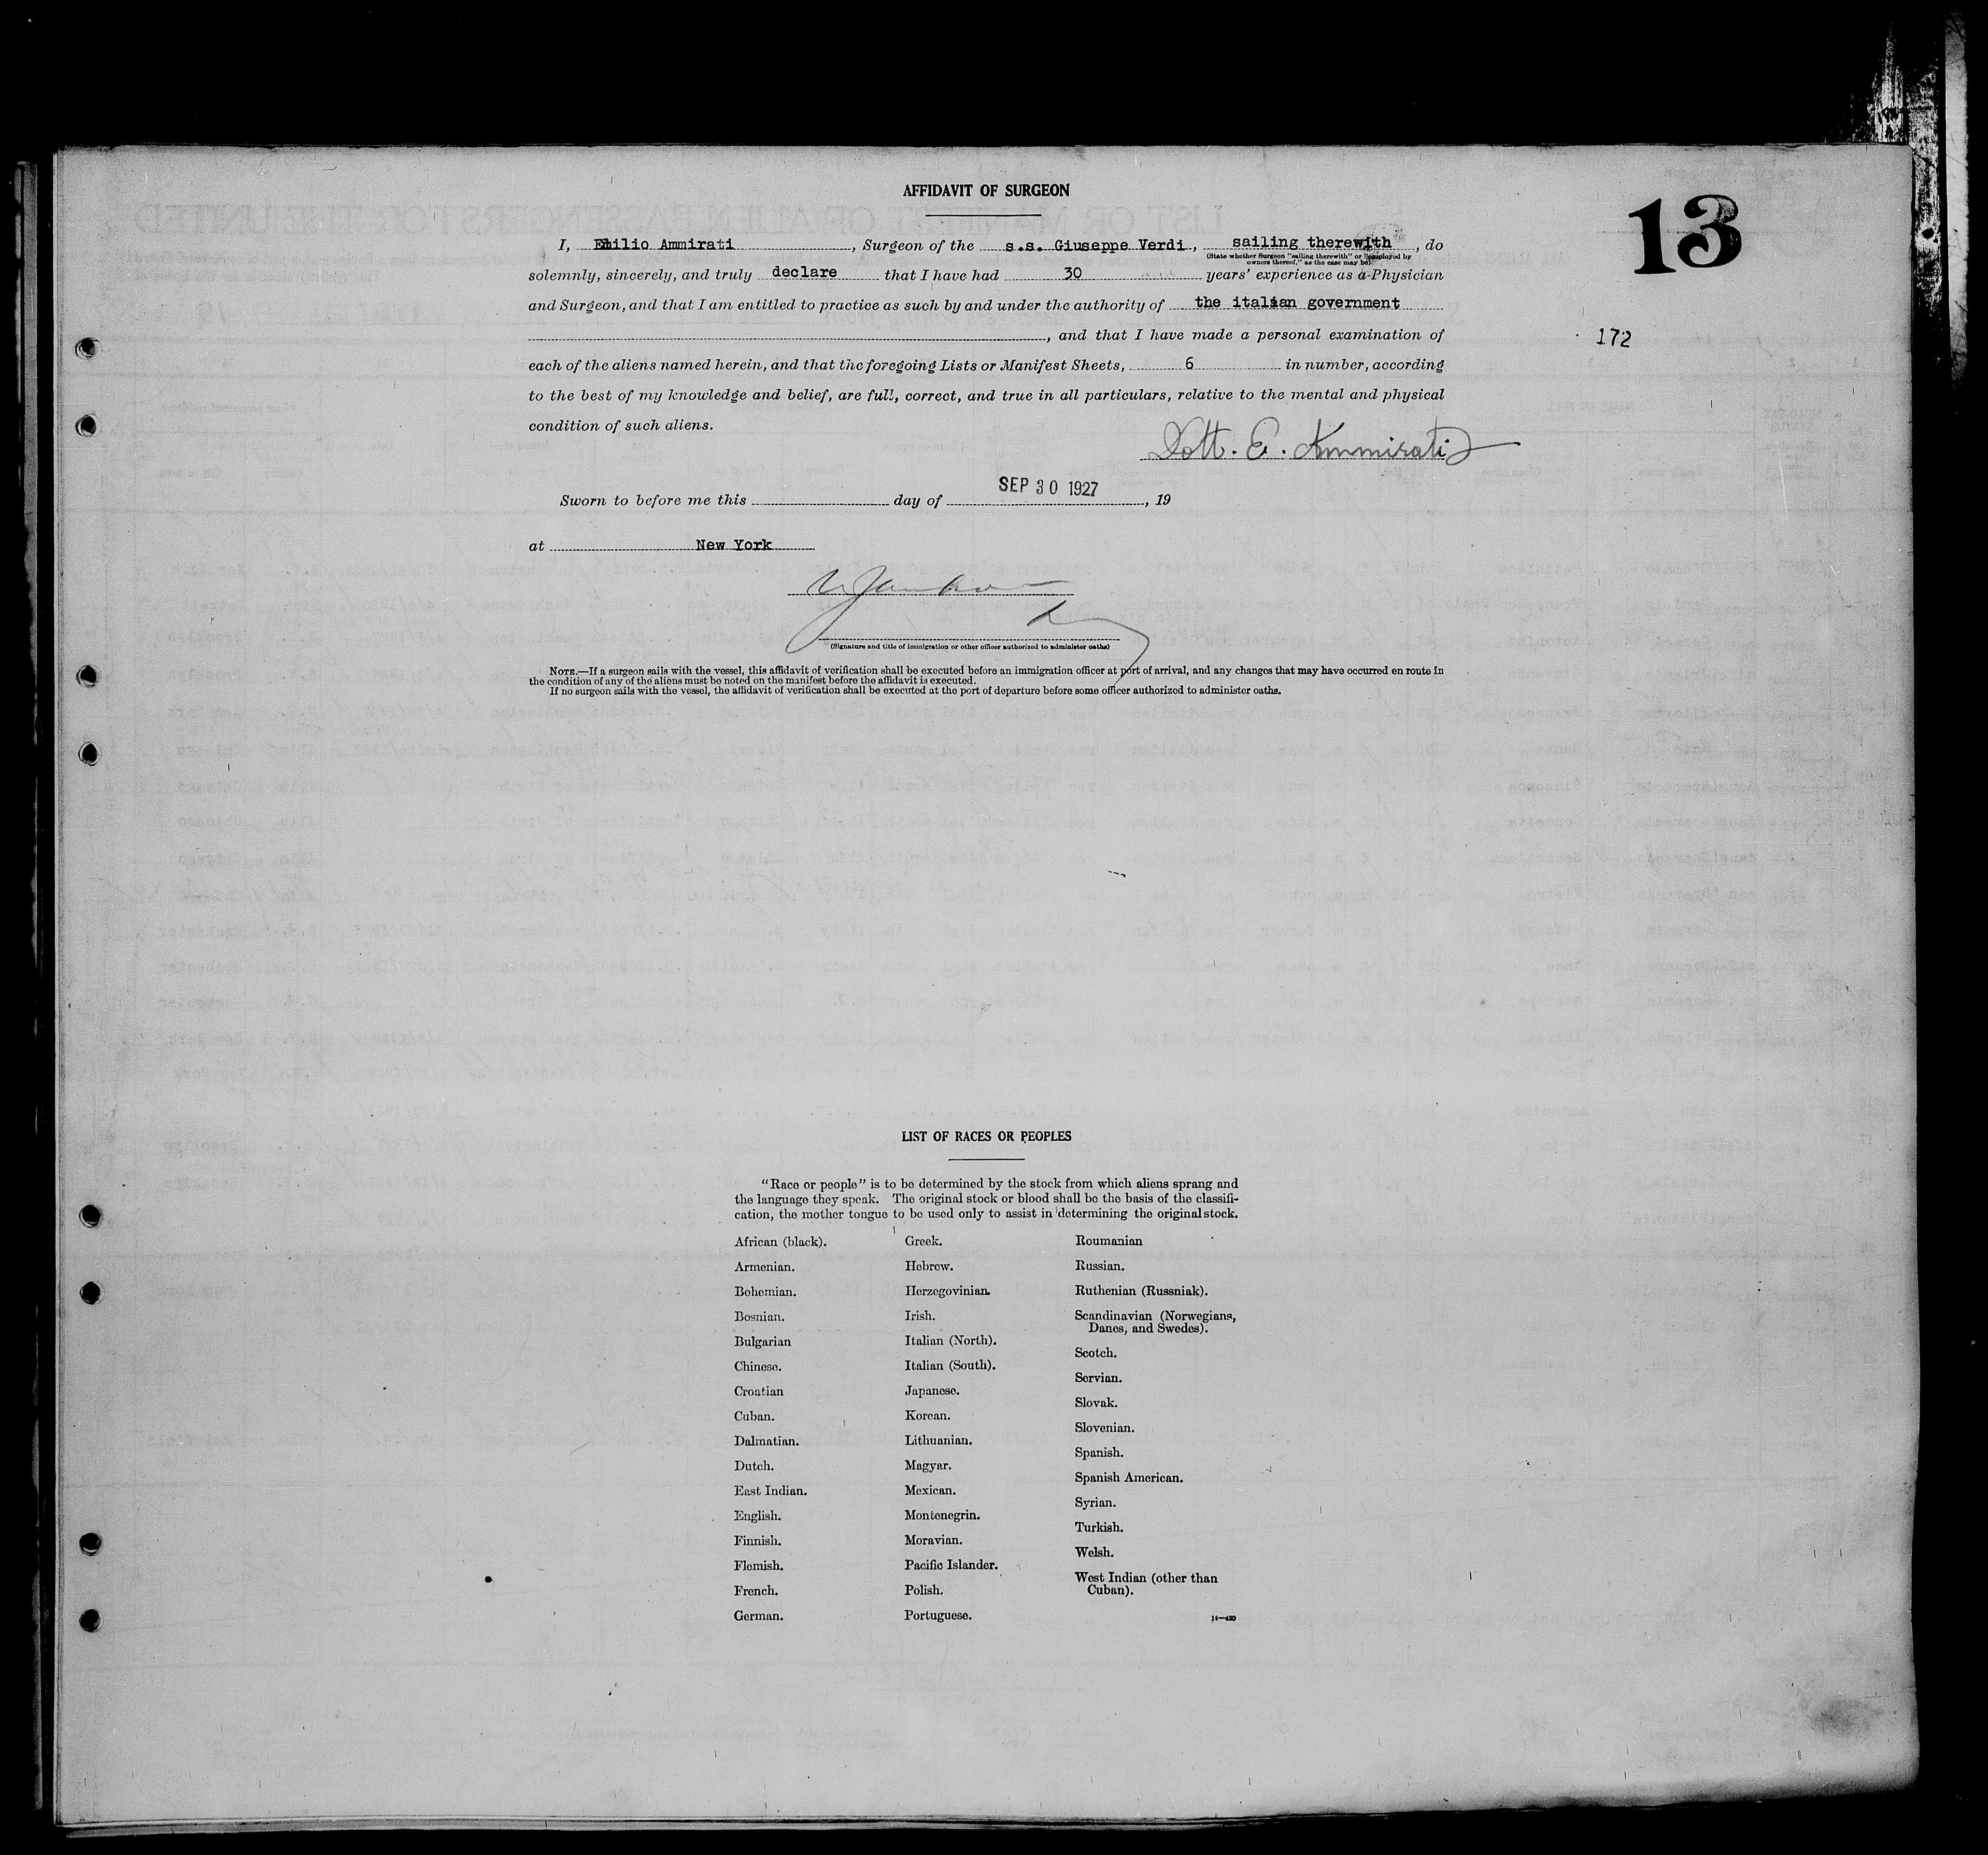 AFFIDAVIT OF SURGEON
13
I, Emilio Ammirati, Surgeon of the s.s. Giuseppe Verdi, sailing therewith, do
(State whether Surgeon "sailing therewith" or "employed by
owners thereof," as the case may be)
solemnly, sincerely, and truly declare that I have had 30 years' experience as a Physician
and Surgeon, and that I am entitled to practice as such by and under the authority of the italian government
, and that I have made a personal examination of
172
each of the aliens named herein, and that the foregoing Lists or Manifest Sheets, 6 in number, according
to the best of my knowledge and belief, are full, correct, and true in all particulars, relative to the mental and physical
condition of such aliens.
Dott. E. Ammirati
Sworn to before me this day of SEP 30 1927, 19
at New York
(Signature and title of immigration or other officer authorized to administer oaths)
NOTE.—If a surgeon sails with the vessel, this affidavit of verification shall be executed before an immigration officer at port of arrival, and any changes that may have occurred en route in
the condition of any of the aliens must be noted on the manifest before the affidavit is executed.
If no surgeon sails with the vessel, the affidavit of verification shall be executed at the port of departure before some officer authorized to administer oaths.
LIST OF RACES OR PEOPLES
"Race or people" is to be determined by the stock from which aliens sprang and
the language they speak. The original stock or blood shall be the basis of the classifi-
cation, the mother tongue to be used only to assist in determining the original stock.
African (black).
Armenian.
Bohemian.
Bosnian.
Bulgarian
Chinese.
Croatian
Cuban.
Dalmatian.
Dutch.
East Indian.
English.
Finnish.
Flemish.
French.
German.
Greek.
Hebrew.
Herzegovinian.
Irish.
Italian (North).
Italian (South).
Japanese.
Korean.
Lithuanian.
Magyar.
Mexican.
Montenegrin.
Moravian.
Pacific Islander.
Polish.
Portuguese.
Roumanian
Russian.
Ruthenian (Russniak).
Scandinavian (Norwegians,
Danes, and Swedes).
Scotch.
Servian.
Slovak.
Slovenian.
Spanish.
Spanish American.
Syrian.
Turkish.
Welsh.
West Indian (other than
Cuban).
14—430